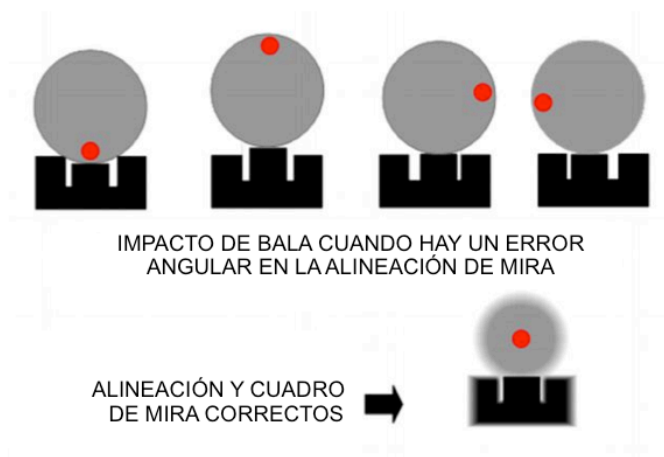 IMPACTO DE BALA CUANDO HAY UN ERROR
ANGULAR EN LA ALINEACIÓN DE MIRA
ALINEACIÓN Y CUADRO
DE MIRA CORRECTOS